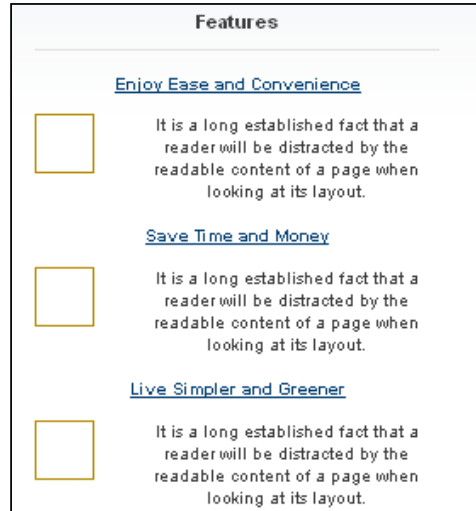 Features
Enjoy Ease and Convenience
It is a long established fact that a
reader will be distracted by the
readable content of a page when
looking at its layout.
Save Time and Money
It is a long established fact that a
reader will be distracted by the
readable content of a page when
looking at its layout.
Live Simpler and Greener
It is a long established fact that a
reader will be distracted by the
readable content of a page when
looking at its layout.